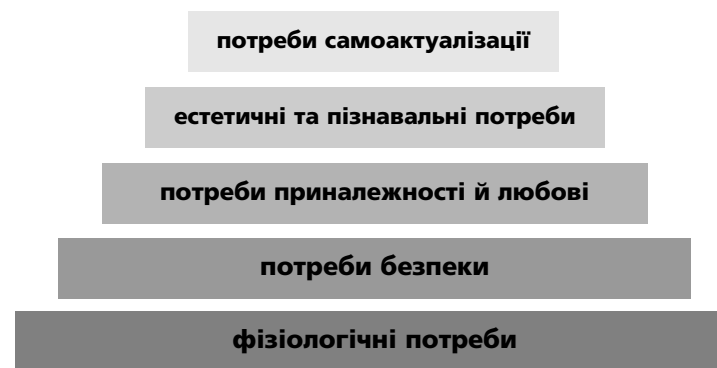 потреби самоактуалізації
естетичні та пізнавальні потреби
потреби приналежності й любові
потреби безпеки
фізіологічні потреби